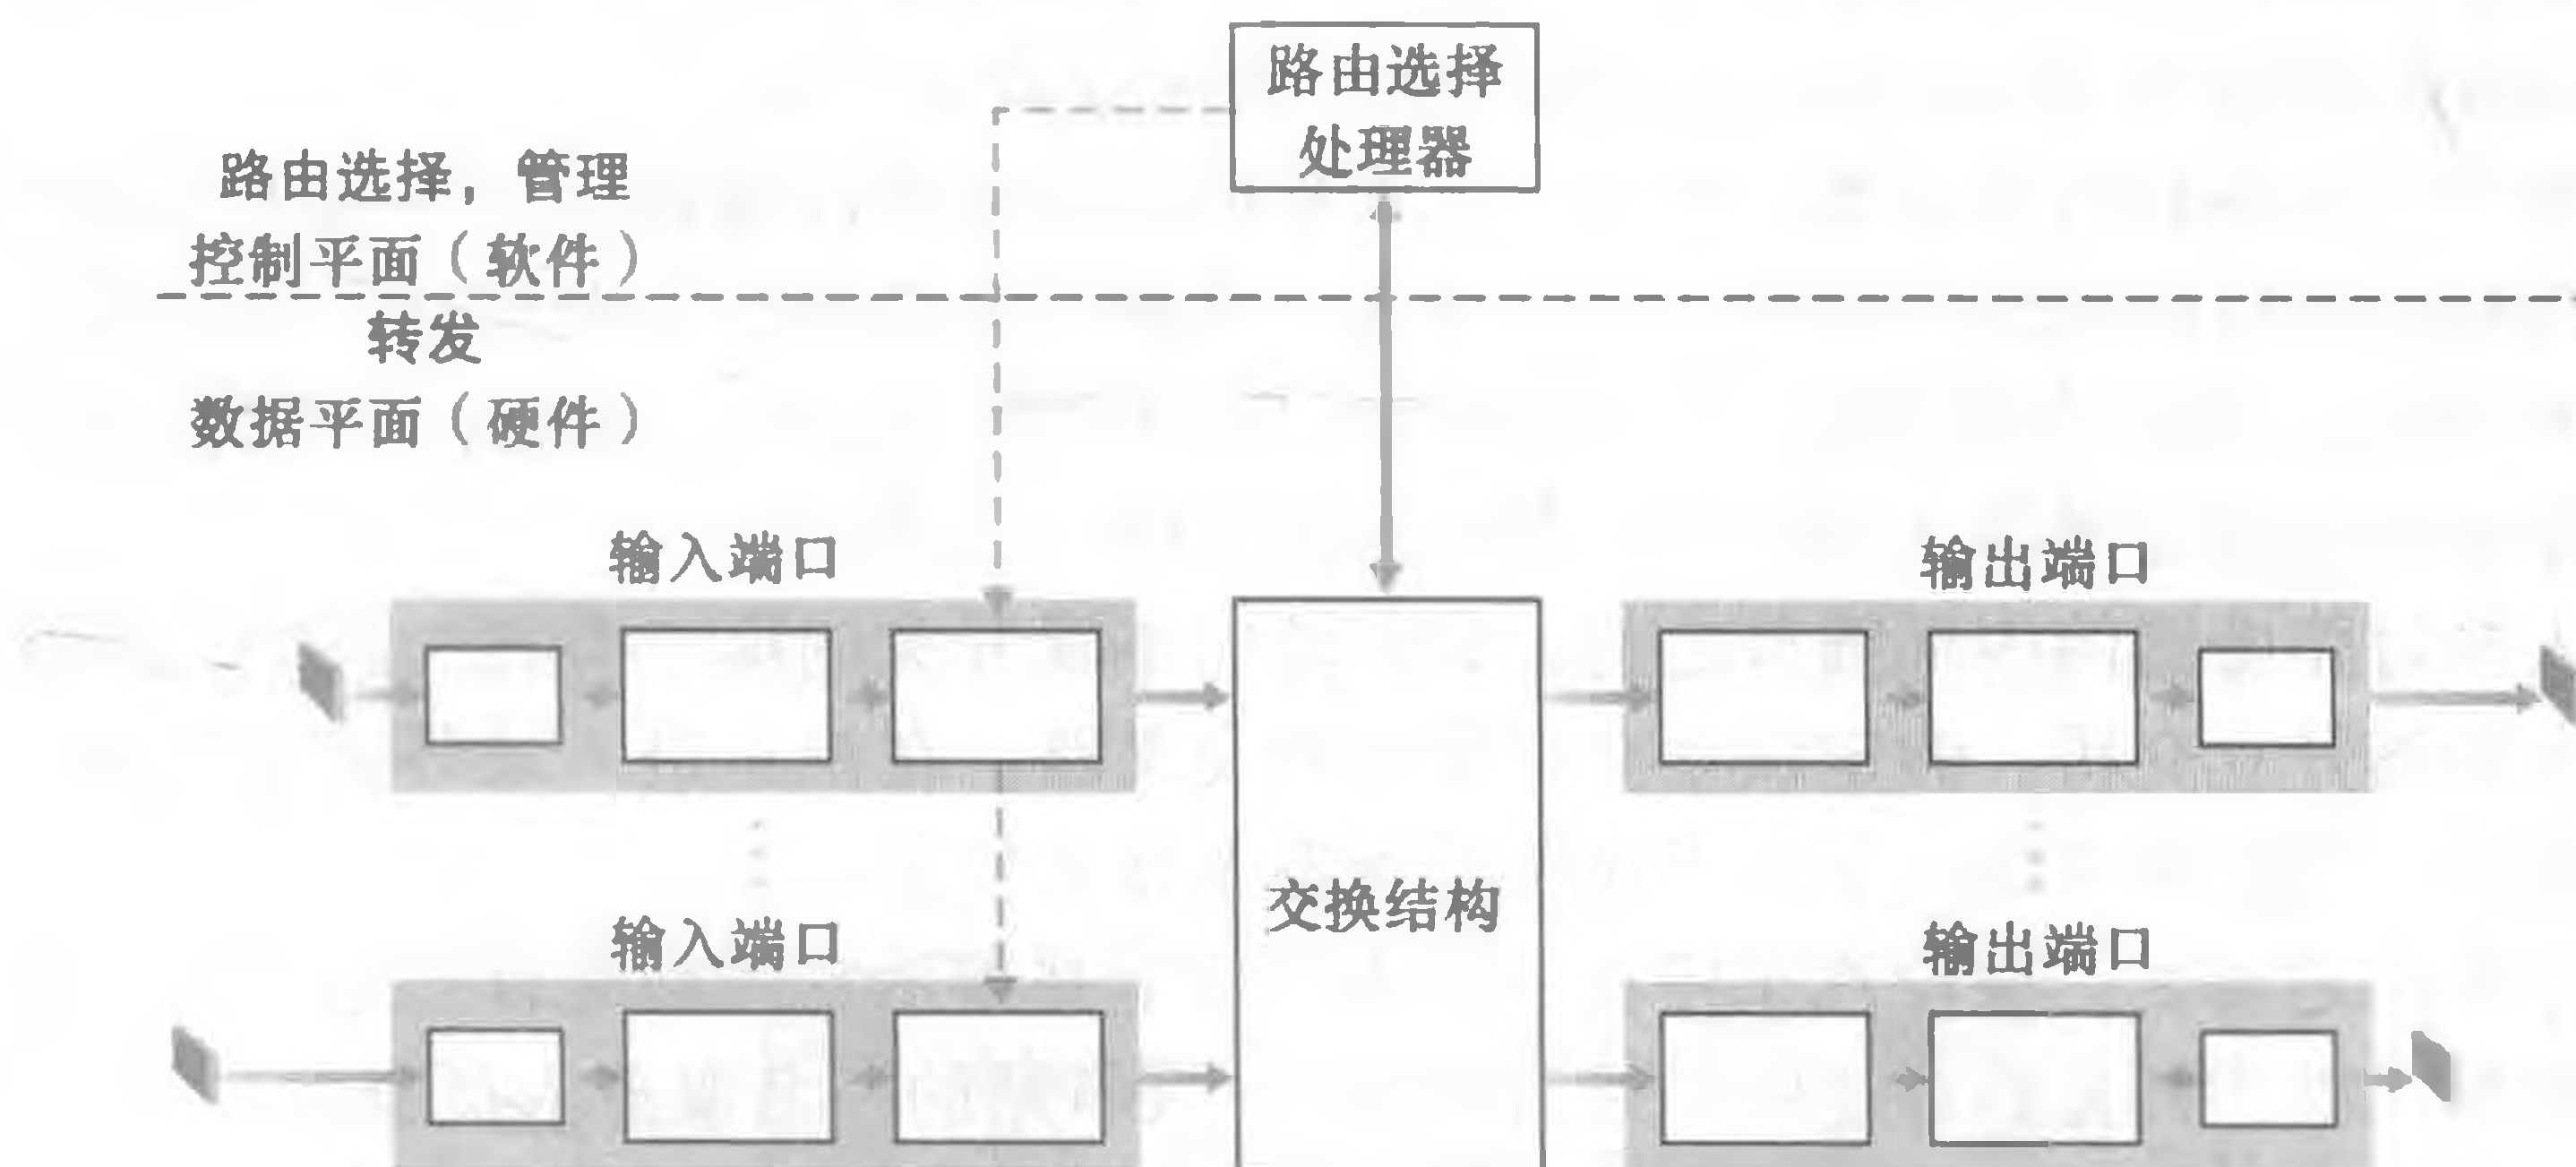 路由选择
处理器
路由选择，管理
控制平面（软件）
转发
数据平面（硬件）
输入端口
输出端口
交换结构
输入端口
输出端口